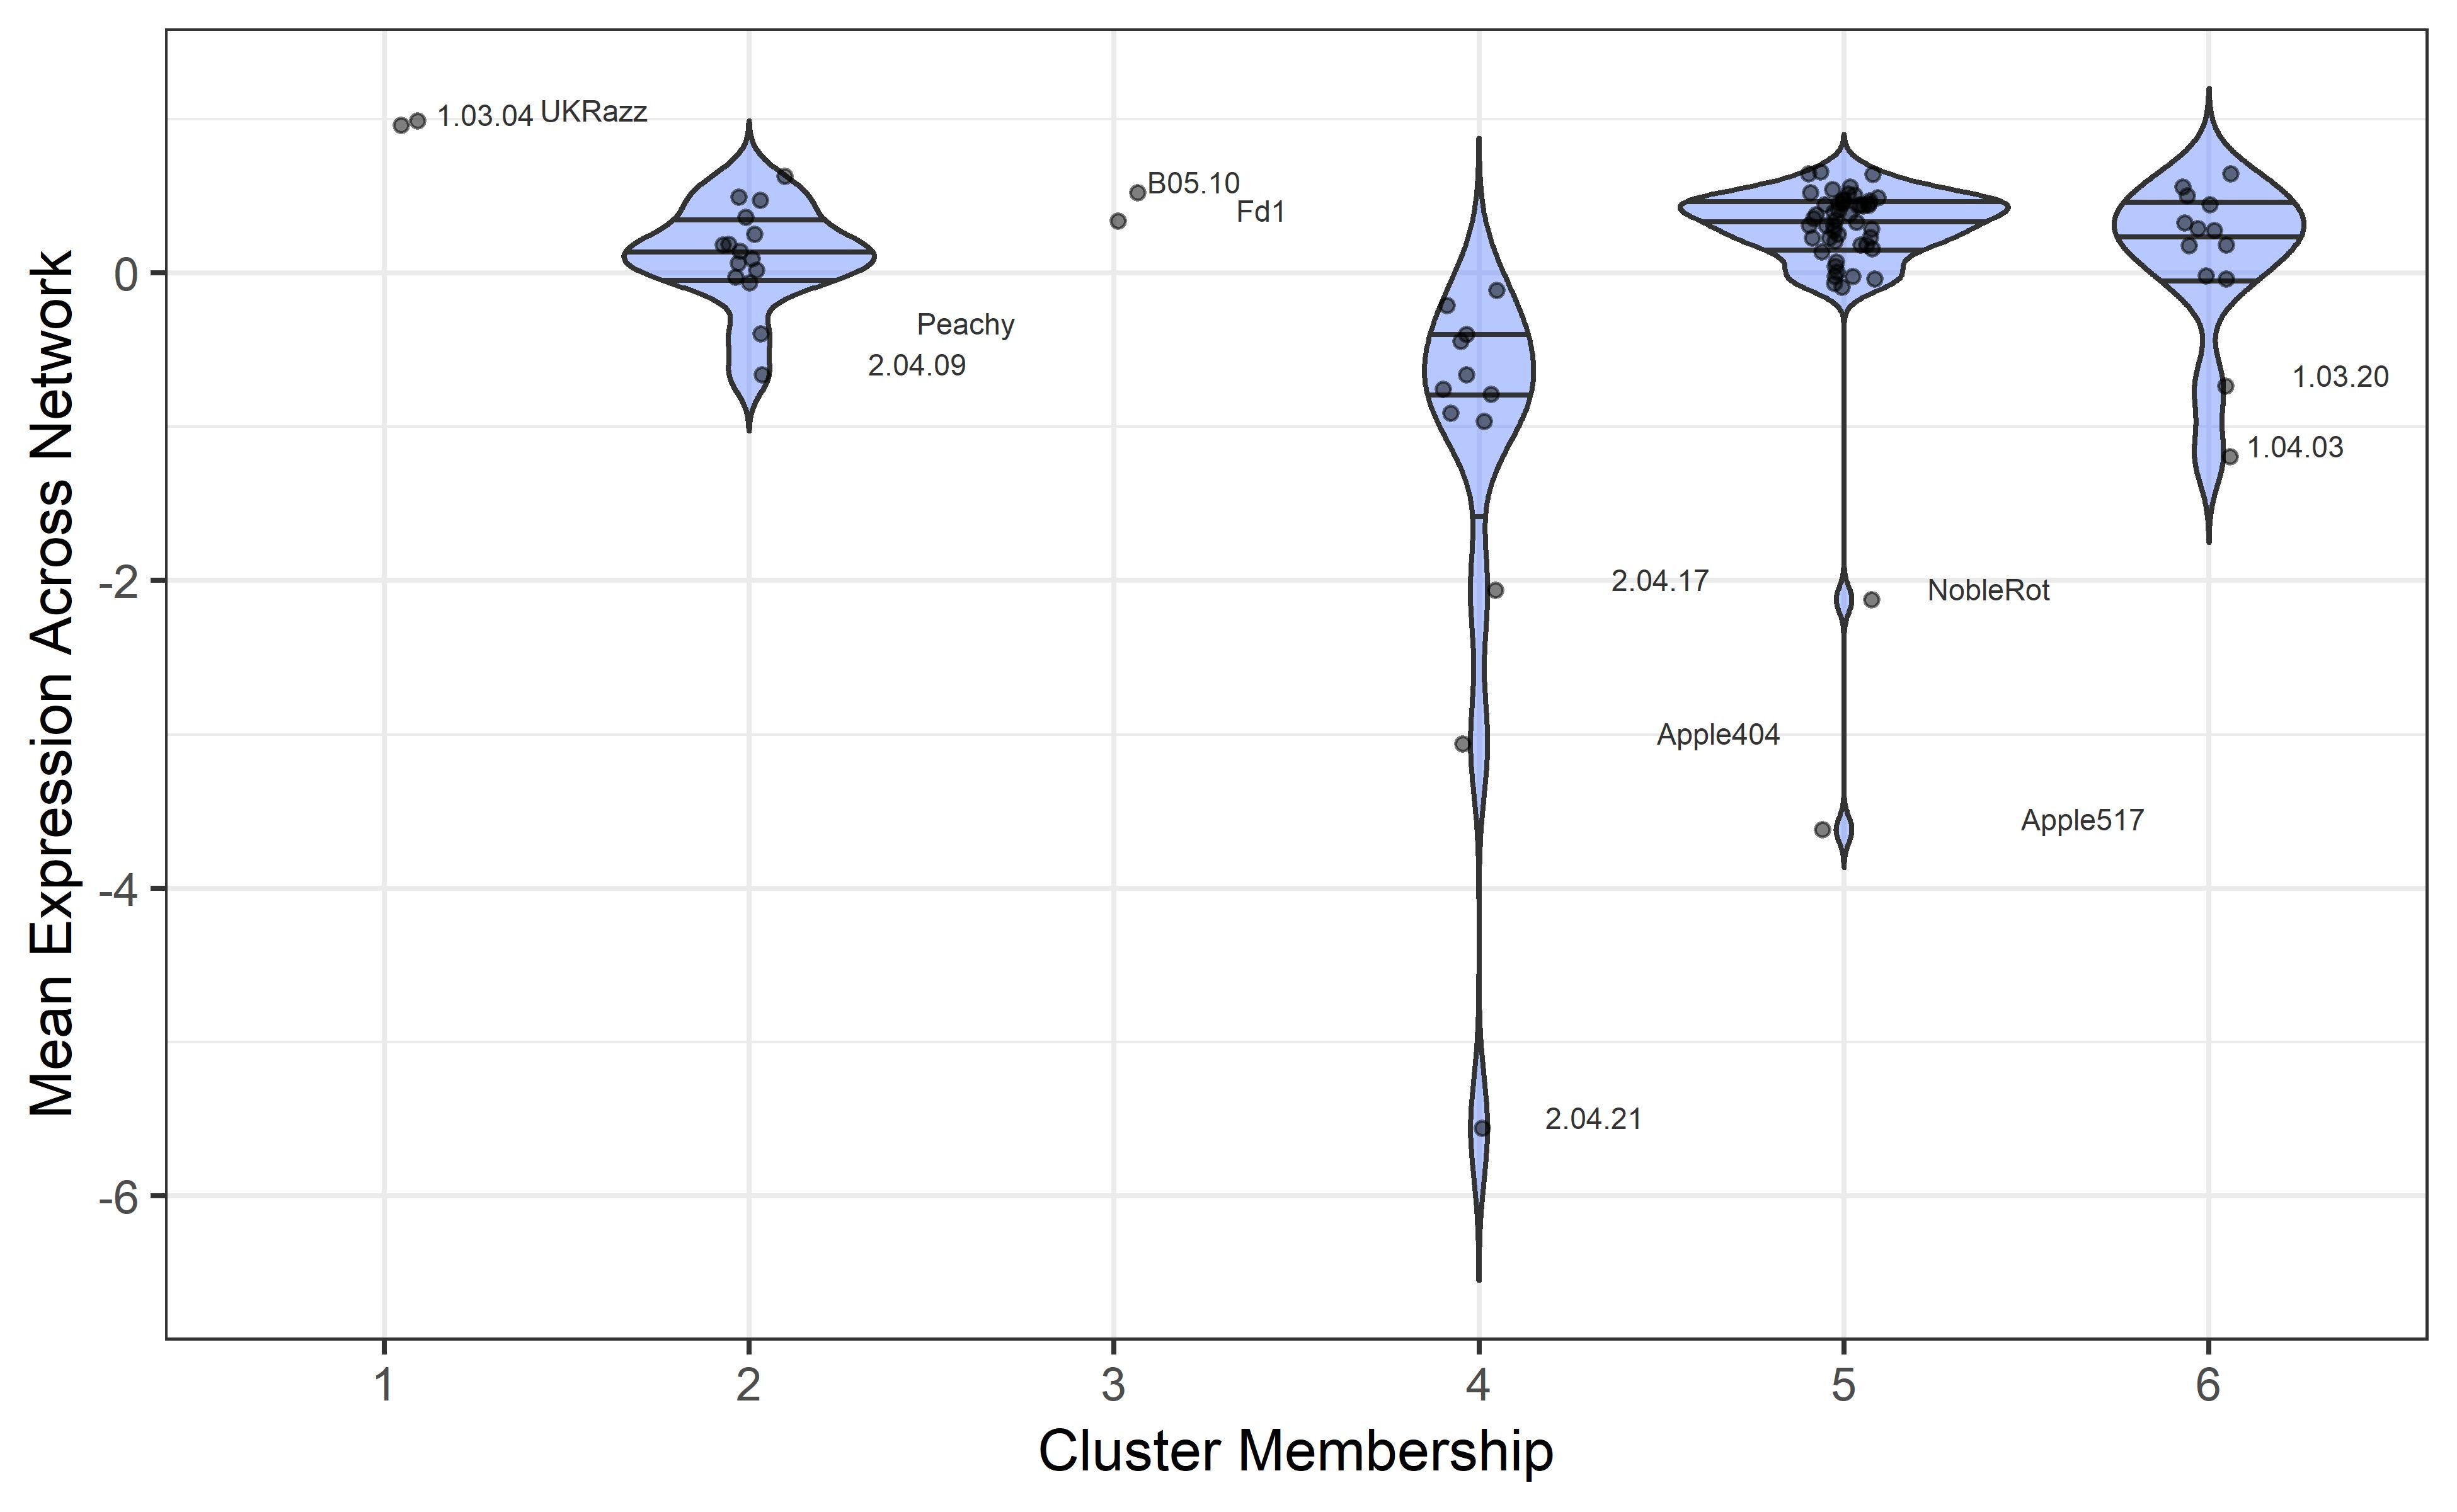 Mean Expression Across Network
0
-2
-4
-6
1.03.04 UKRazz
B05.10
Fd1
Peachy
2.04.09
1.03.20
1.04.03
2.04.17
NobleRot
Apple404
Apple517
2.04.21
1 2 3 4 5 6
Cluster Membership